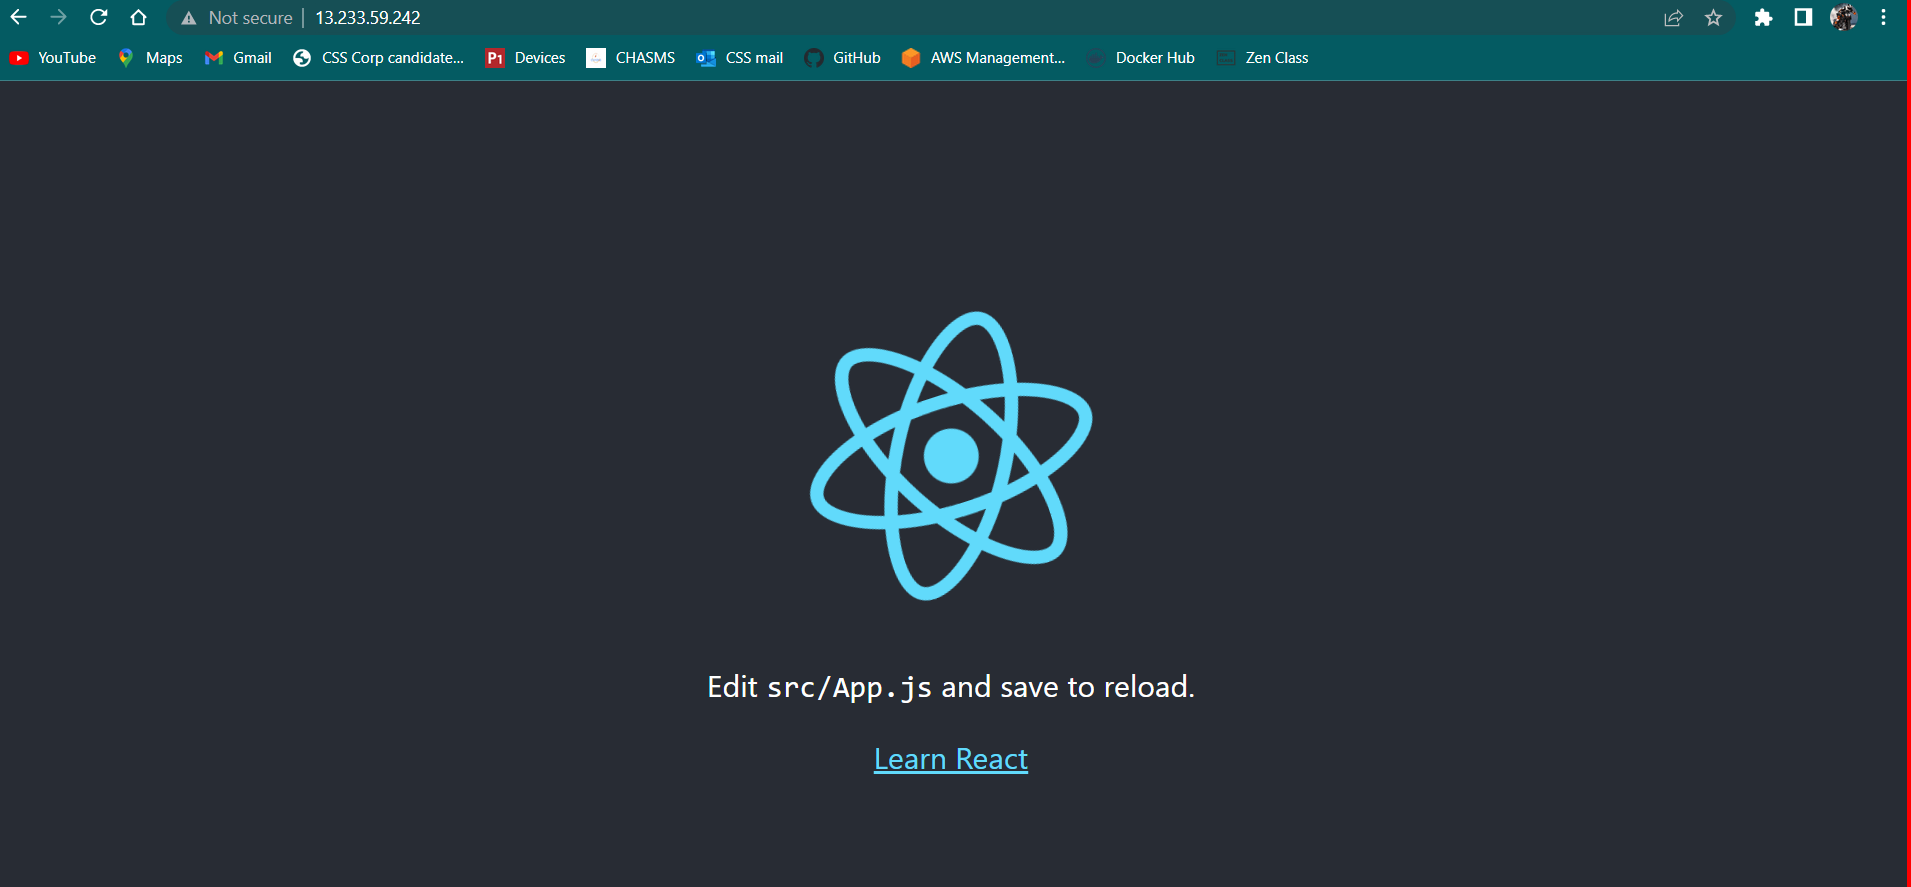 Not secure | 13.233.59.242
YouTube Maps Gmail CSS Corp candidate... P1 Devices CHASMS CSS mail GitHub AWS Management... Docker Hub Zen Class
Edit src/App.js and save to reload.
Learn React